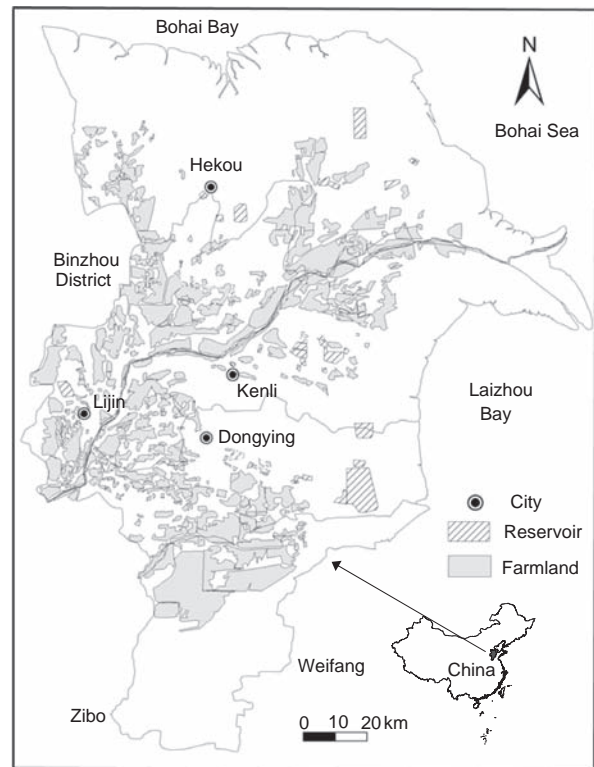 Bohai Bay
N
Bohai Sea
Hekou
Binzhou
District
Kenli
Laizhou
Bay
Lijin
Dongying
City
Reservoir
Farmland
Weifang
China
Zibo
0 10 20 km